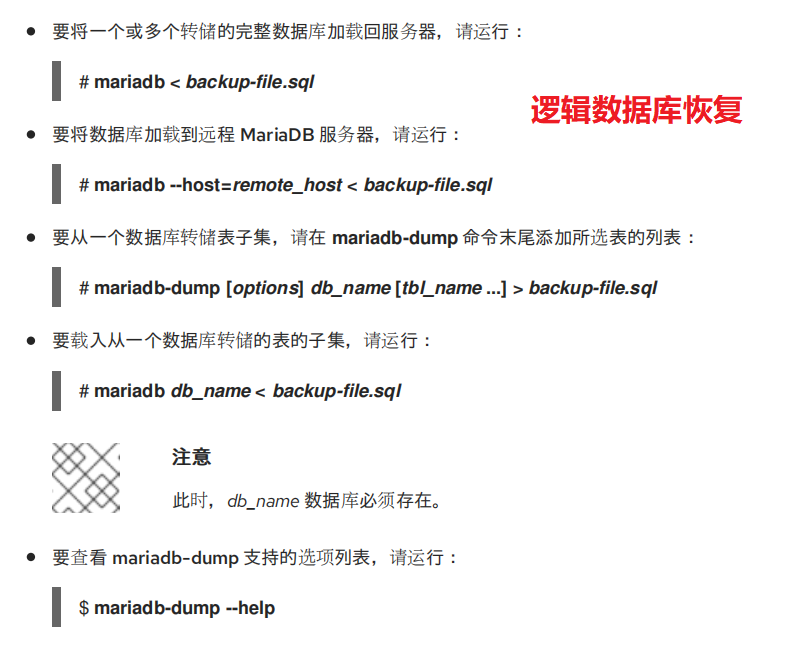 要将一个或多个转储的完整数据库加载回服务器，请运行：
# mariadb < backup-file.sql
逻辑数据库恢复
要将数据库加载到远程 MariaDB 服务器，请运行：
# mariadb --host=remote_host < backup-file.sql
要从一个数据库转储表子集，请在 mariadb-dump 命令末尾添加所选表的列表：
# mariadb-dump [options] db_name [tbl_name ...] > backup-file.sql
要载入从一个数据库转储的表的子集，请运行：
# mariadb db_name < backup-file.sql
注意
此时，db_name 数据库必须存在。
要查看 mariadb-dump 支持的选项列表，请运行：
$ mariadb-dump --help